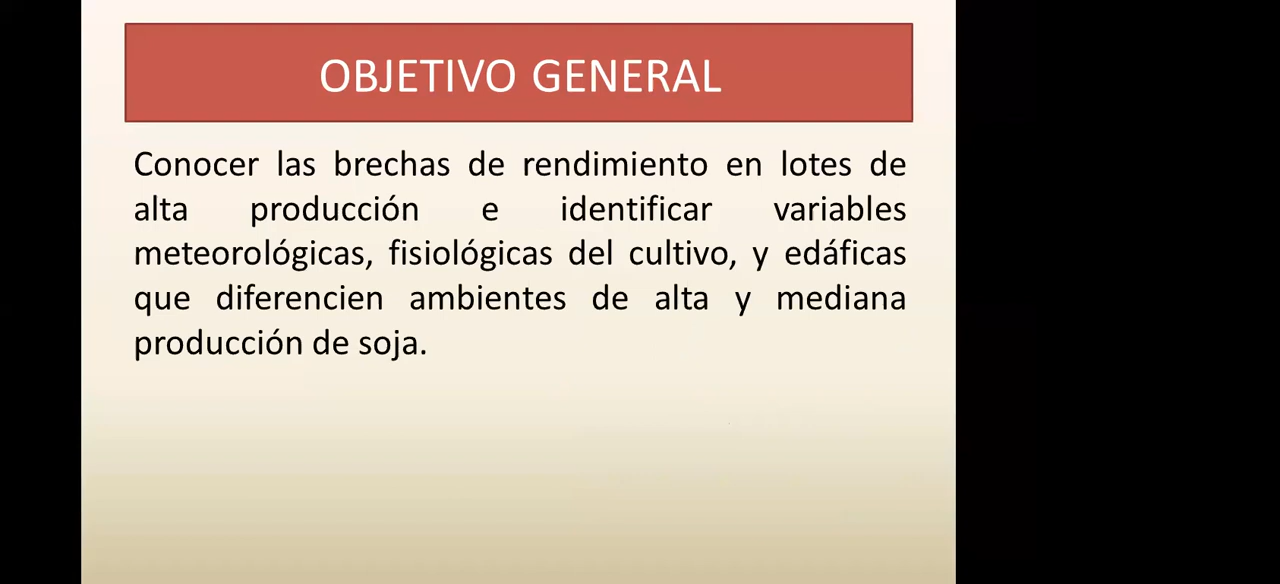 OBJETIVO GENERAL
Conocer las brechas de rendimiento en lotes de
alta producción e identificar variables
meteorológicas, fisiológicas del cultivo, y edáficas
que diferencien ambientes de alta y mediana
producción de soja.